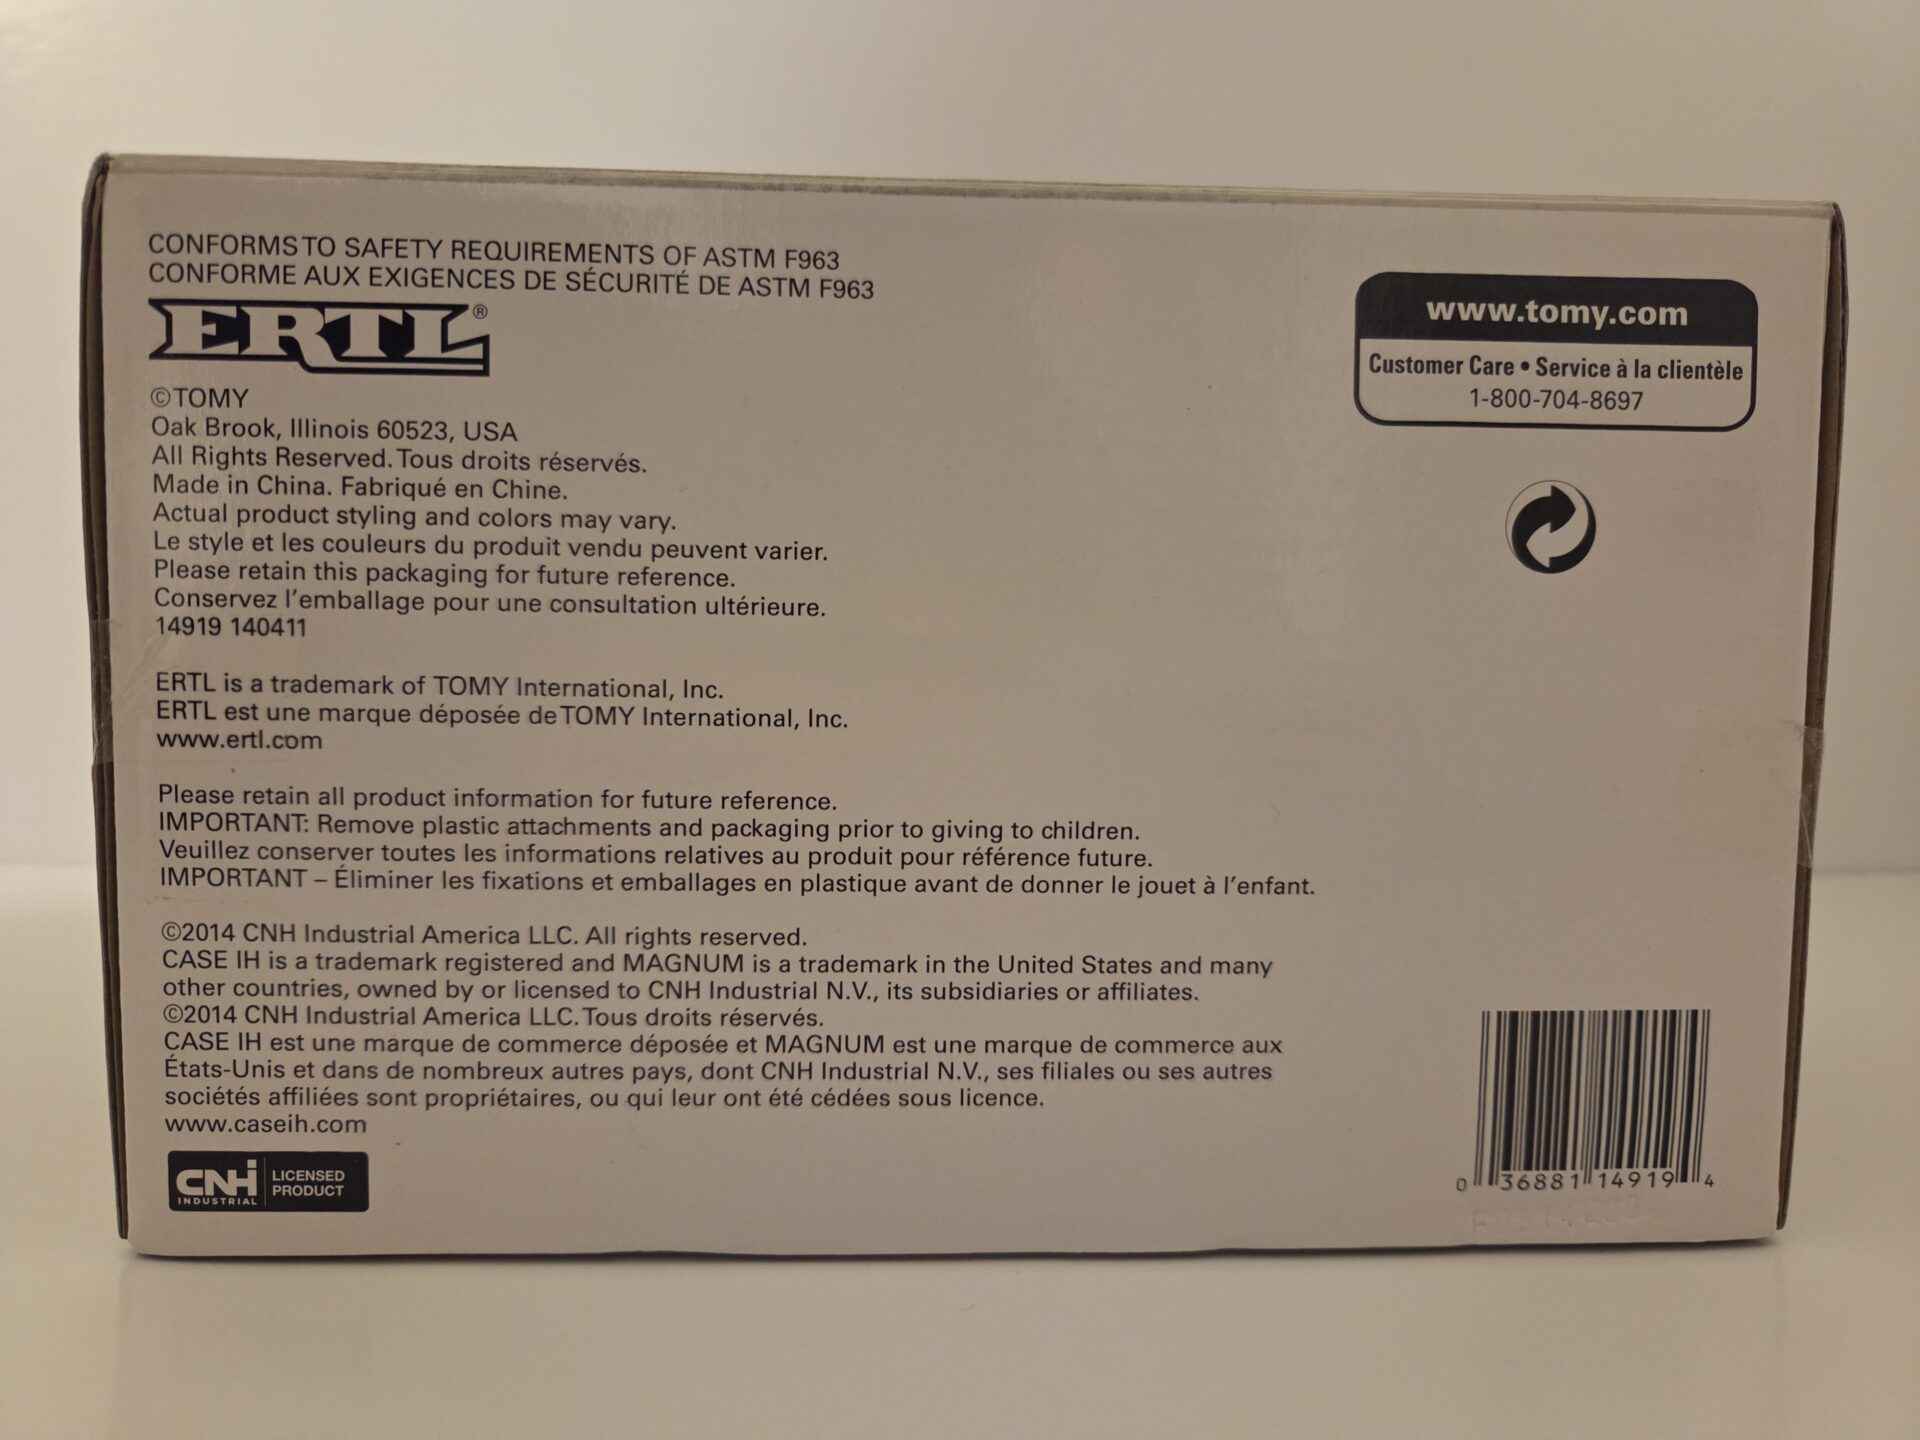 CONFORMS TO SAFETY REQUIREMENTS OF ASTM F963
CONFORME AUX EXIGENCES DE SÉCURITÉ DE ASTM F963
ERTL®
©TOMY
Oak Brook, Illinois 60523, USA
All Rights Reserved. Tous droits réservés.
Made in China. Fabriqué en Chine.
Actual product styling and colors may vary.
Le style et les couleurs du produit vendu peuvent varier.
Please retain this packaging for future reference.
Conservez l'emballage pour une consultation ultérieure.
14919 140411
ERTL is a trademark of TOMY International, Inc.
ERTL est une marque déposée de TOMY International, Inc.
www.ertl.com
Please retain all product information for future reference.
IMPORTANT: Remove plastic attachments and packaging prior to giving to children.
Veuillez conserver toutes les informations relatives au produit pour référence future.
IMPORTANT – Éliminer les fixations et emballages en plastique avant de donner le jouet à l'enfant.
©2014 CNH Industrial America LLC. All rights reserved.
CASE IH is a trademark registered and MAGNUM is a trademark in the United States and many
other countries, owned by or licensed to CNH Industrial N.V., its subsidiaries or affiliates.
©2014 CNH Industrial America LLC. Tous droits réservés.
CASE IH est une marque de commerce déposée et MAGNUM est une marque de commerce aux
États-Unis et dans de nombreux autres pays, dont CNH Industrial N.V., ses filiales ou ses autres
sociétés affiliées sont propriétaires, ou qui leur ont été cédées sous licence.
www.caseih.com
CNH
INDUSTRIAL
LICENSED
PRODUCT
www.tomy.com
Customer Care • Service à la clientèle
1-800-704-8697
0 36881 14919 4